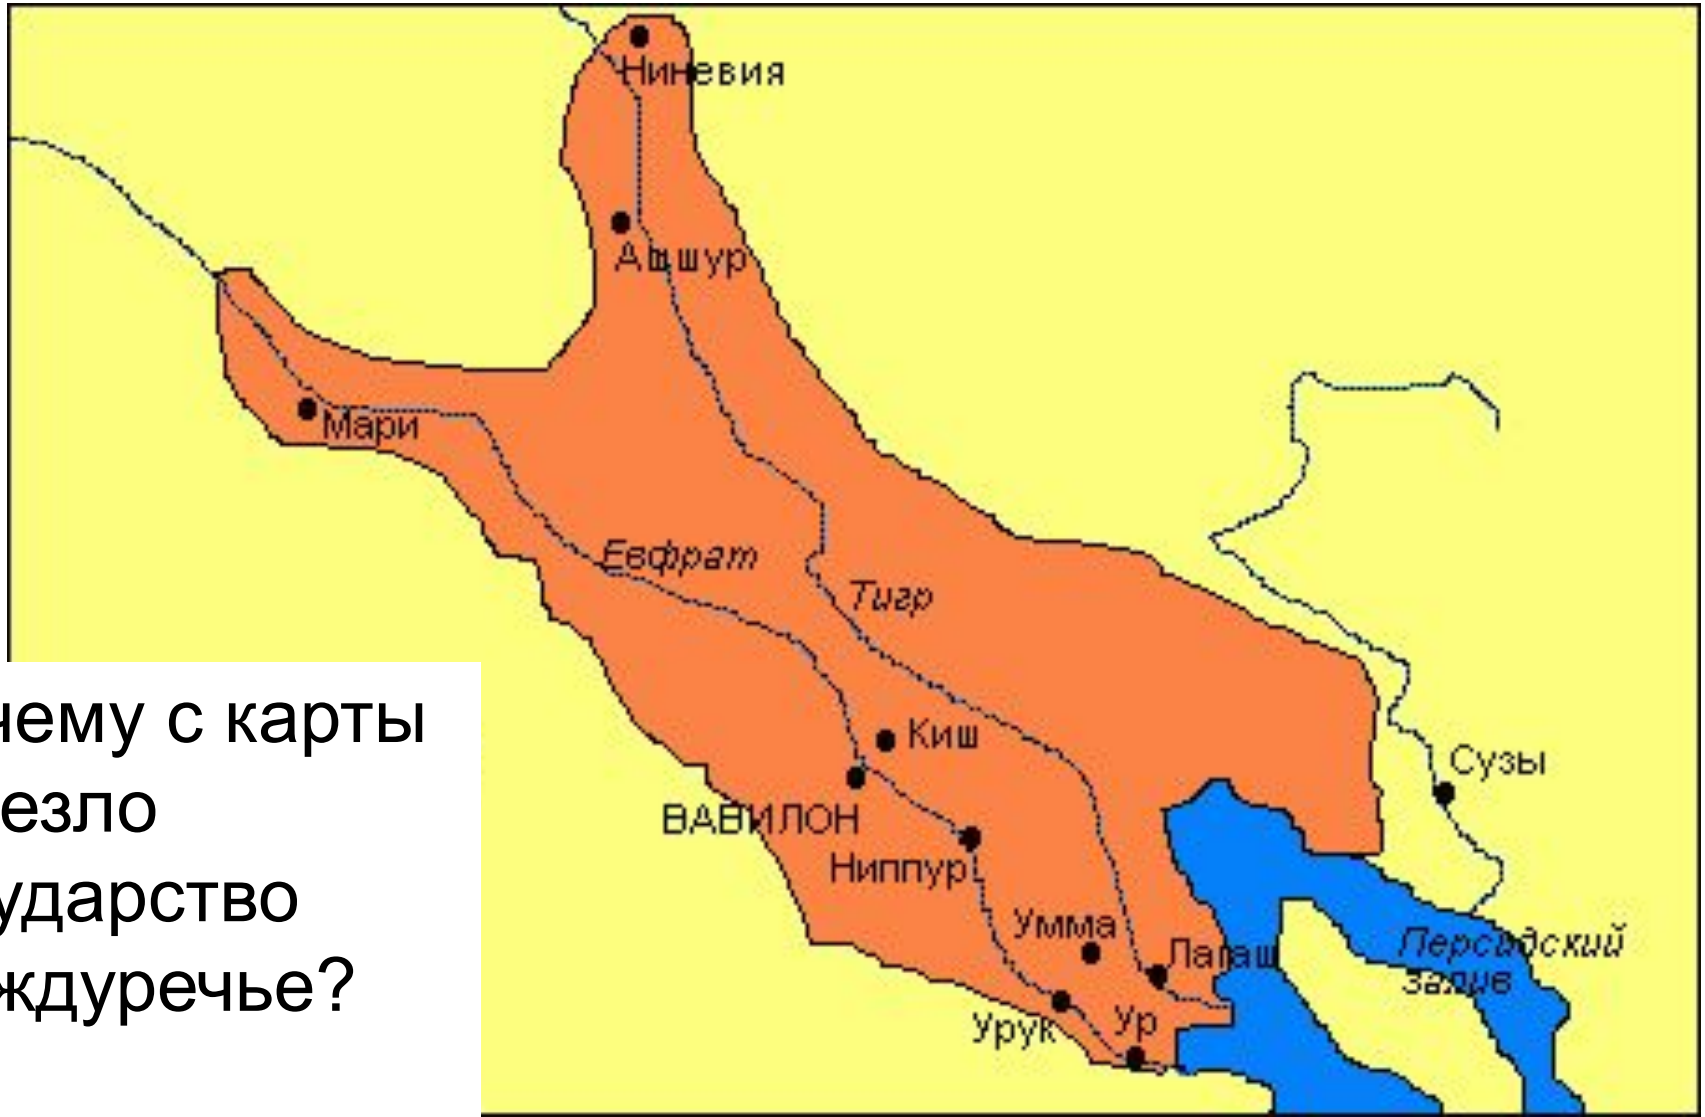 Ниневия
Ашшур
Мари
Евфрат
Тигр
Киш
Сузы
ВАВИЛОН
Ниппур
Умма
Лагаш
Персидский
залив
Урук
Ур
чему с карты
езло
ударство
ждуречье?